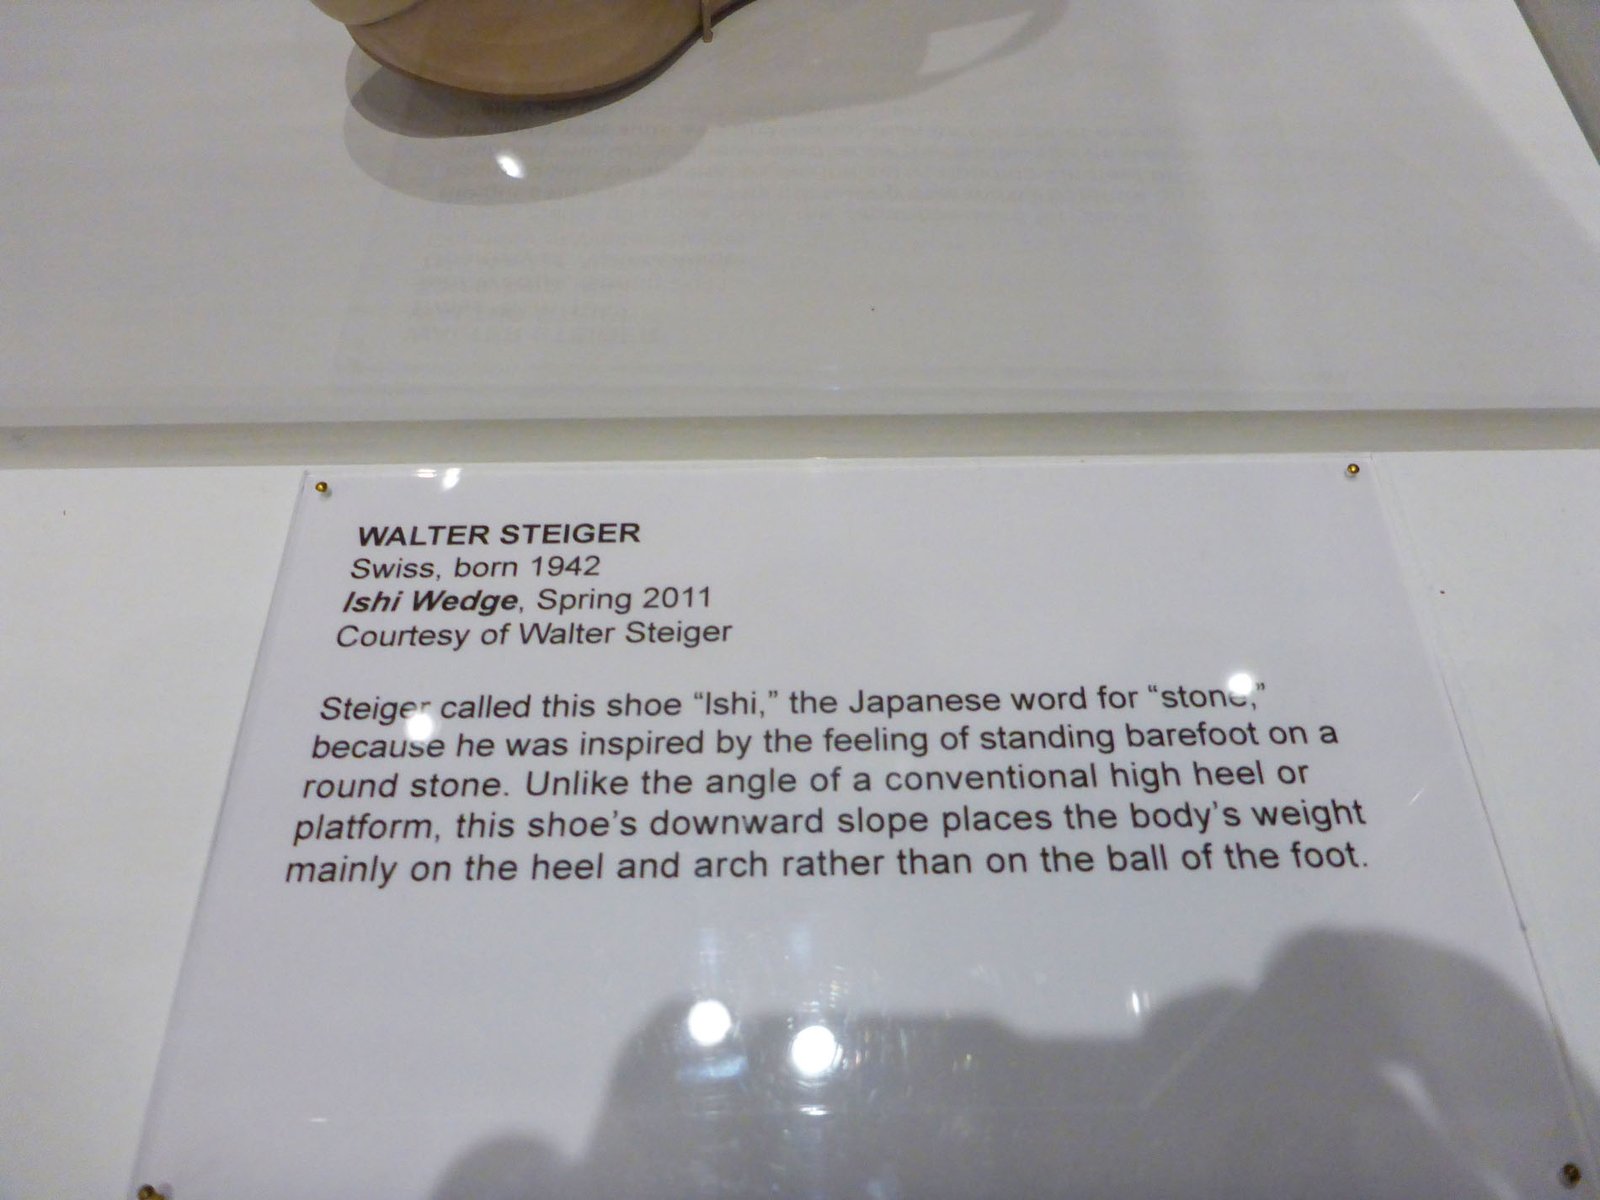 WALTER STEIGER
Swiss, born 1942
Ishi Wedge, Spring 2011
Courtesy of Walter Steiger
Steiger called this shoe “Ishi,” the Japanese word for “stone,”
because he was inspired by the feeling of standing barefoot on a
round stone. Unlike the angle of a conventional high heel or
platform, this shoe’s downward slope places the body’s weight
mainly on the heel and arch rather than on the ball of the foot.